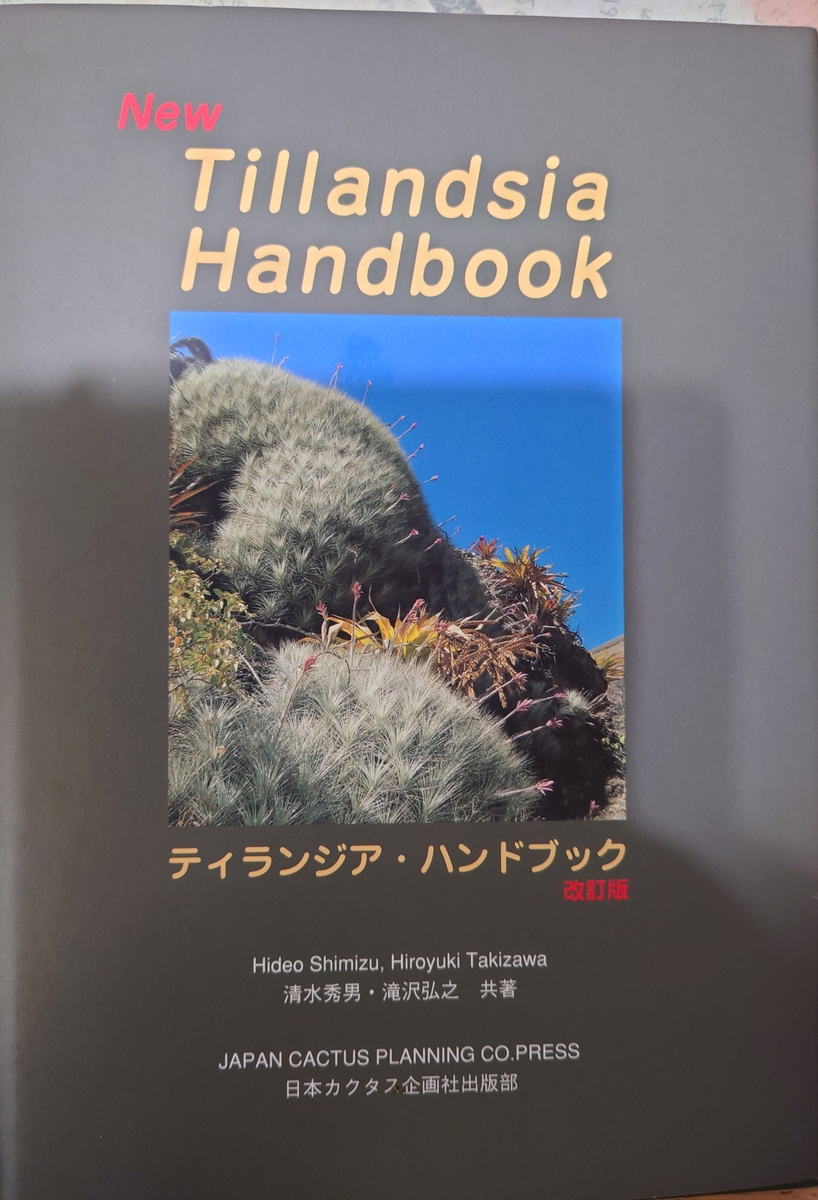 New
Tillandsia
Handbook
ティランジア・ハンドブック
改訂版
Hideo Shimizu, Hiroyuki Takizawa
清水秀男・滝沢弘之　共著
JAPAN CACTUS PLANNING CO.PRESS
日本カクタス企画社出版部